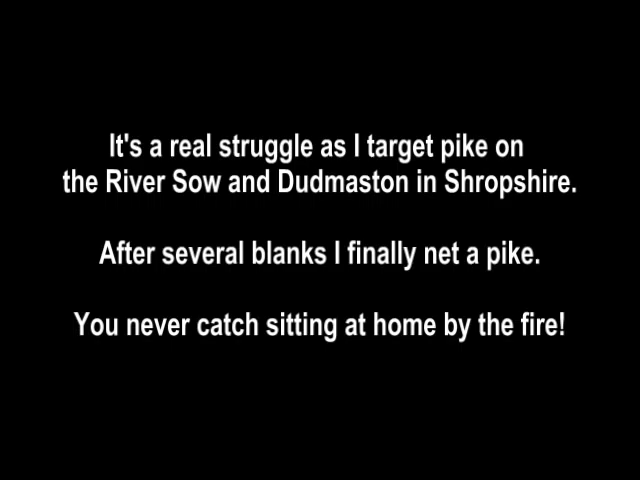 It's a real struggle as I target pike on
the River Sow and Dudmaston in Shropshire.
After several blanks I finally net a pike.
You never catch sitting at home by the fire!